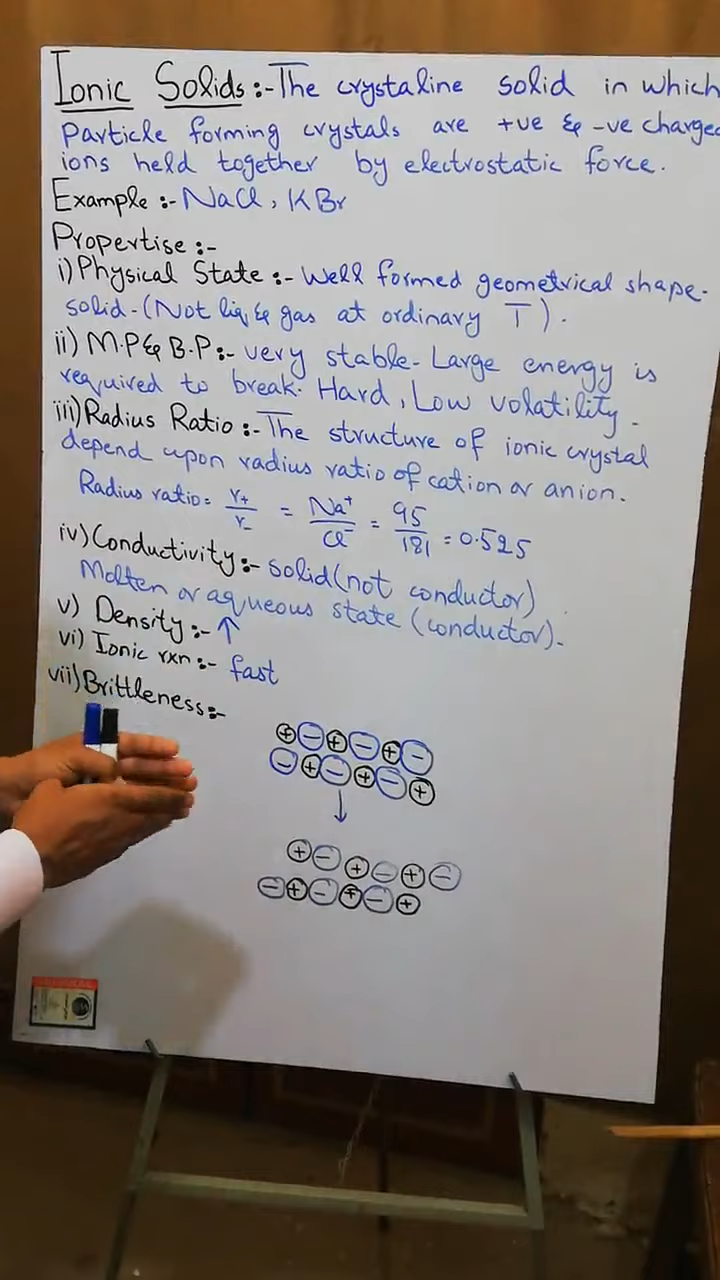 Ionic Solids :- The crystaline solid in which
Particle forming crystals are +ve & -ve charged
ions held together by electrostatic force.
Example :- NaCl, KBr
Propertise :-
i) Physical State :- Well formed geometrical shape-
solid-(Not liq & gas at ordinary T).
ii) M.P & B.P :- very stable- Large energy is
required to break. Hard, Low volatility-
iii) Radius Ratio :- The structure of ionic crystal
depend upon radius ratio of cation or anion.
Radius ratio = r+/r- = Na+/Cl- = 95/181 = 0.525
iv) Conductivity :- solid (not conductor)
Molten or aqueous state (conductor).
v) Density :- ↑
vi) Ionic rxn :- fast
vii) Brittleness :-
+ - + - + -
- + - + - +
↓
+ - + - + -
- + - + - +